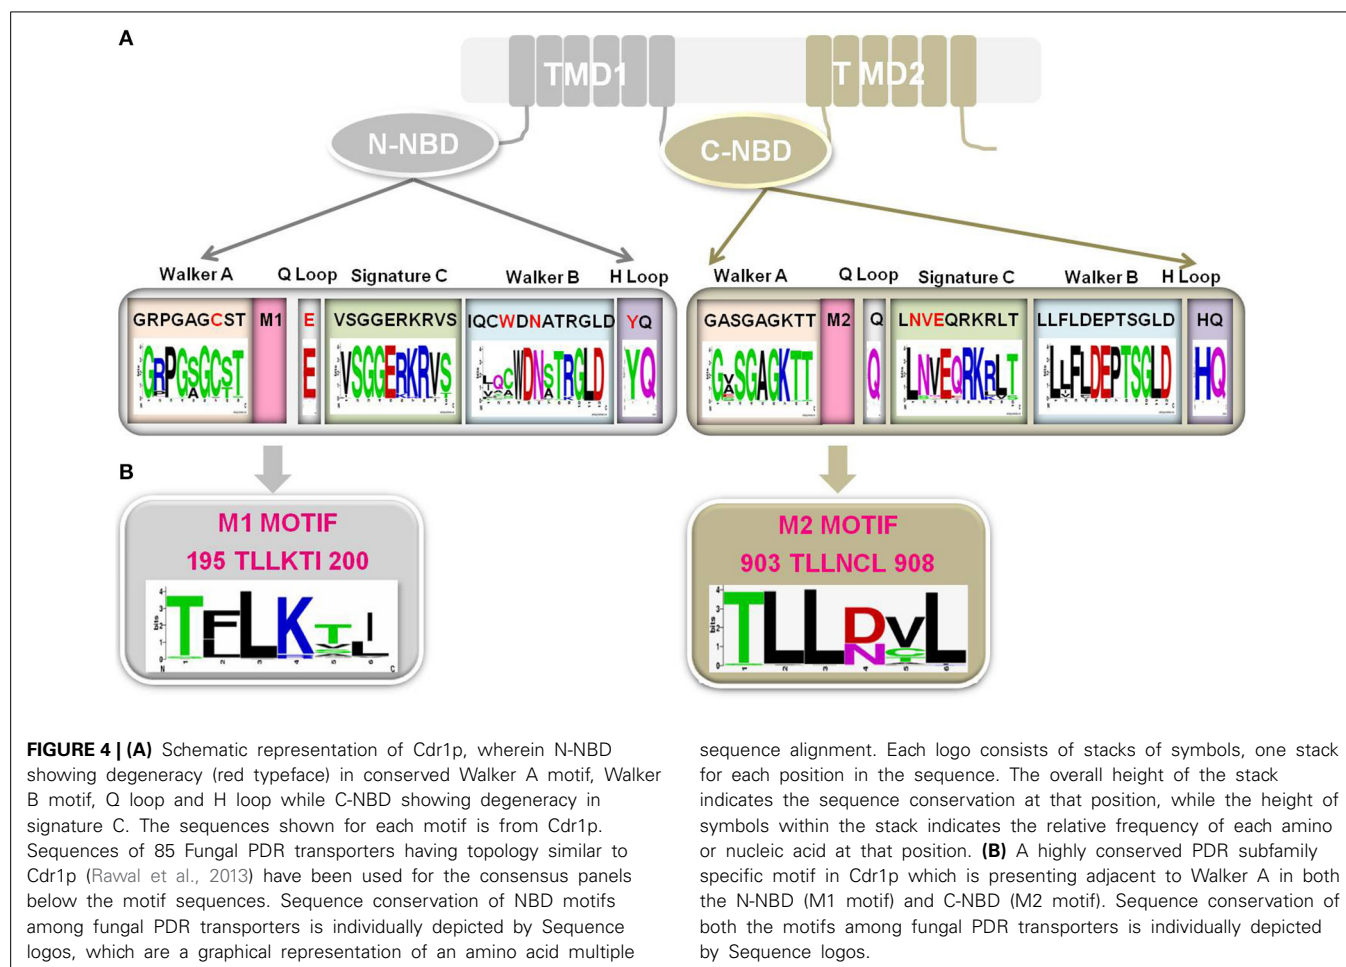 A
TMD1
T MD2
N-NBD
C-NBD
Walker A
Q Loop
Signature C
Walker B
Walker A
Q Loop
Signature C
Walker B
H Loop
GRPGAGCST
M1
E
VSGGERKRVS
IQCWDNATRGLD
YQ
GASGAGKTT
M2
Q
LNVEQRKRLT
LLFLDEPTSGLD
HQ
B
M1 MOTIF
195 TLLKTI 200
M2 MOTIF
903 TLLNCL 908
FIGURE 4 | (A) Schematic representation of Cdr1p, wherein N-NBD
showing degeneracy (red typeface) in conserved Walker A motif, Walker
B motif, Q loop and H loop while C-NBD showing degeneracy in
signature C. The sequences shown for each motif is from Cdr1p.
Sequences of 85 Fungal PDR transporters having topology similar to
Cdr1p (Rawal et al., 2013) have been used for the consensus panels
below the motif sequences. Sequence conservation of NBD motifs
among fungal PDR transporters is individually depicted by Sequence
logos, which are a graphical representation of an amino acid multiple
sequence alignment. Each logo consists of stacks of symbols, one stack
for each position in the sequence. The overall height of the stack
indicates the sequence conservation at that position, while the height of
symbols within the stack indicates the relative frequency of each amino
or nucleic acid at that position. (B) A highly conserved PDR subfamily
specific motif in Cdr1p which is presenting adjacent to Walker A in both
the N-NBD (M1 motif) and C-NBD (M2 motif). Sequence conservation of
both the motifs among fungal PDR transporters is individually depicted
by Sequence logos.